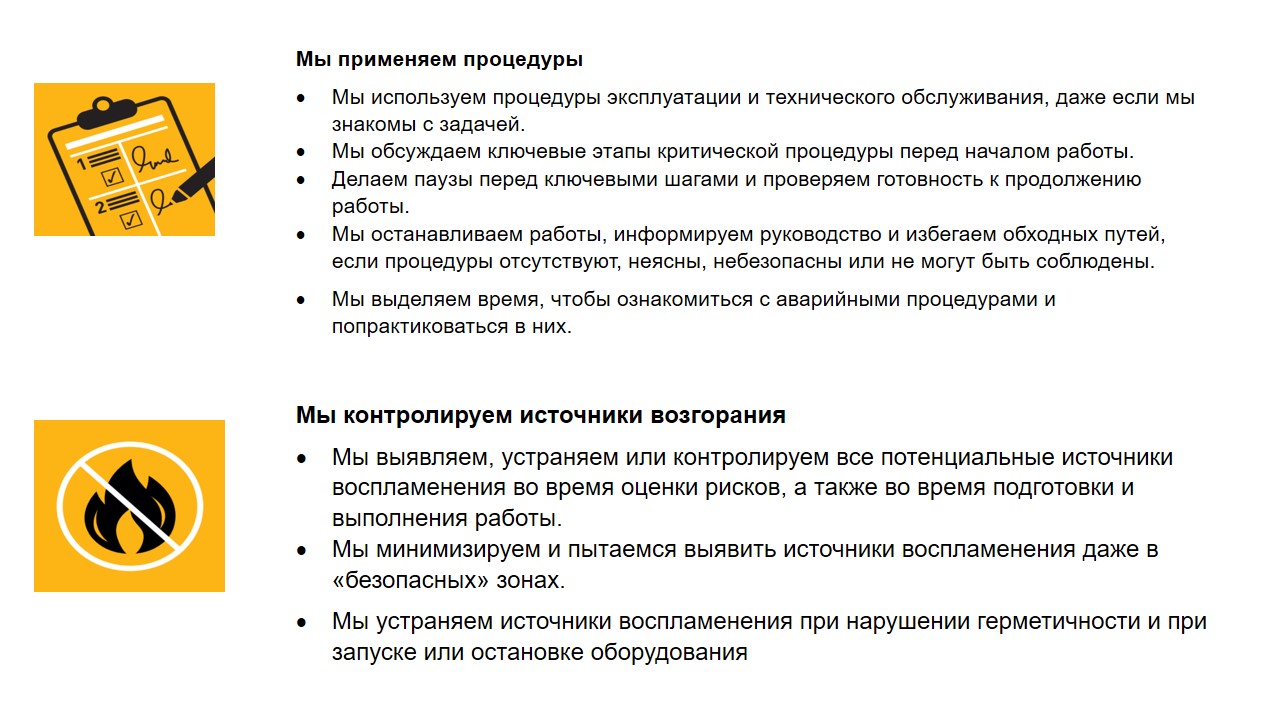 Мы применяем процедуры
• Мы используем процедуры эксплуатации и технического обслуживания, даже если мы
знакомы с задачей.
• Мы обсуждаем ключевые этапы критической процедуры перед началом работы.
• Делаем паузы перед ключевыми шагами и проверяем готовность к продолжению
работы.
• Мы останавливаем работы, информируем руководство и избегаем обходных путей,
если процедуры отсутствуют, неясны, небезопасны или не могут быть соблюдены.
• Мы выделяем время, чтобы ознакомиться с аварийными процедурами и
попрактиковаться в них.
1
2
Мы контролируем источники возгорания
• Мы выявляем, устраняем или контролируем все потенциальные источники
воспламенения во время оценки рисков, а также во время подготовки и
выполнения работы.
• Мы минимизируем и пытаемся выявить источники воспламенения даже в
«безопасных» зонах.
• Мы устраняем источники воспламенения при нарушении герметичности и при
запуске или остановке оборудования